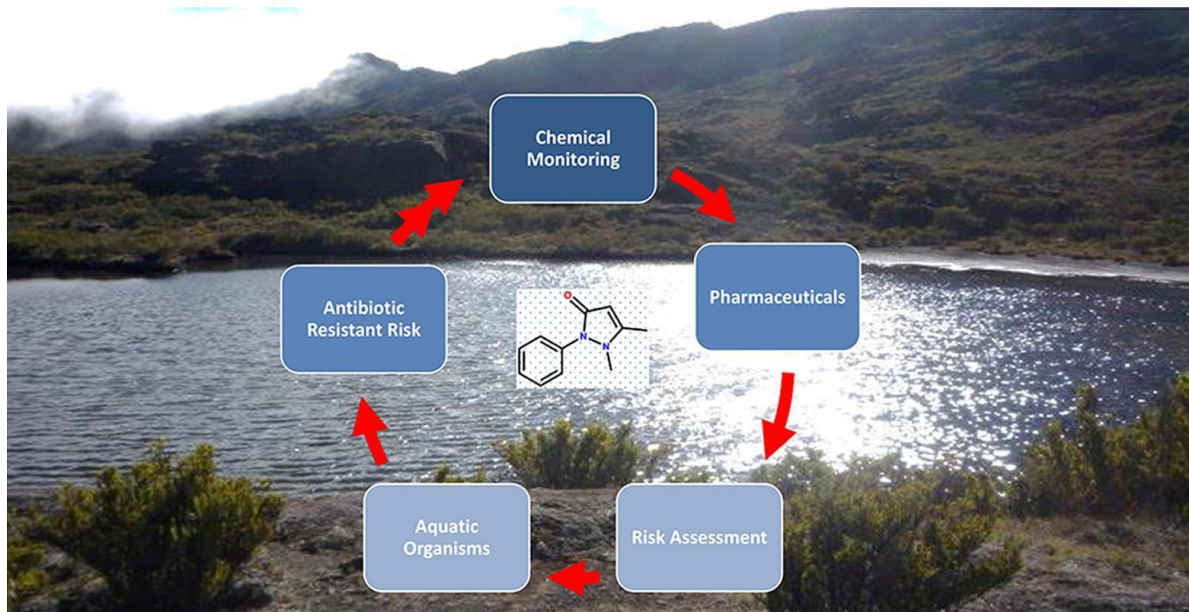 Chemical
Monitoring
Pharmaceuticals
Risk Assessment
Aquatic
Organisms
Antibiotic
Resistant Risk
O
N
N